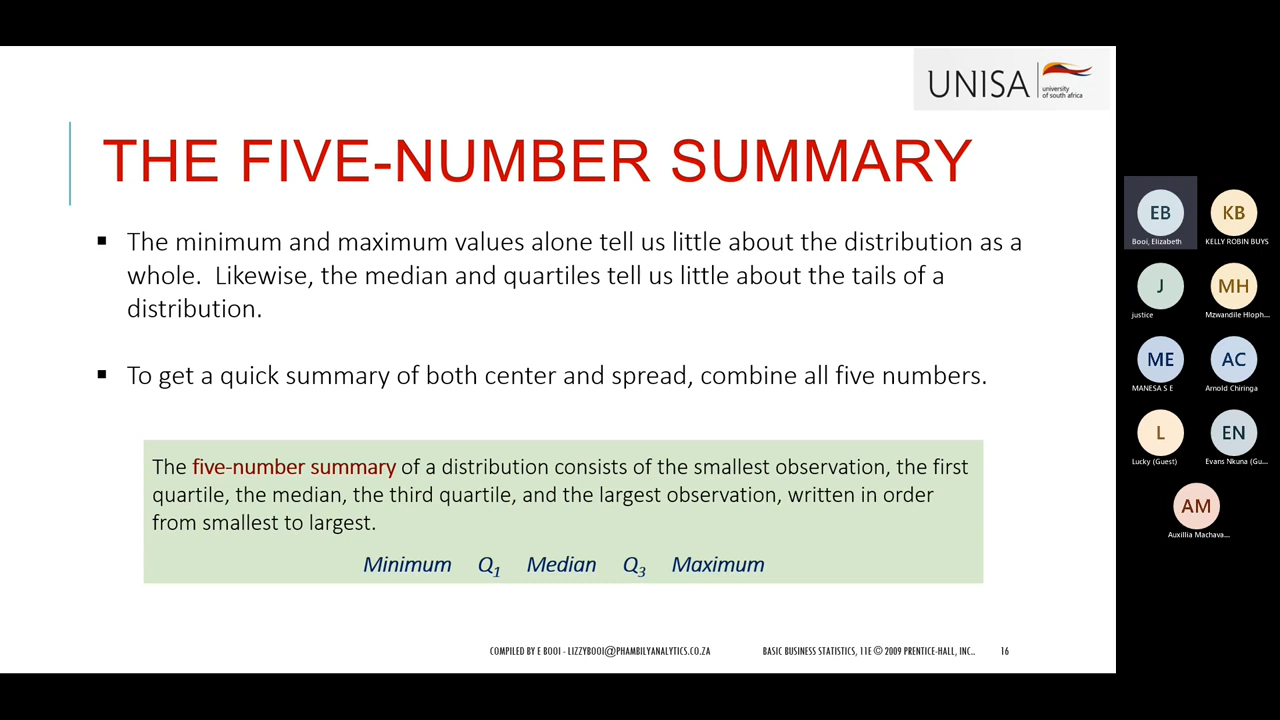 UNISA
university
of south africa
THE FIVE-NUMBER SUMMARY
▪ The minimum and maximum values alone tell us little about the distribution as a
whole. Likewise, the median and quartiles tell us little about the tails of a
distribution.
▪ To get a quick summary of both center and spread, combine all five numbers.
The five-number summary of a distribution consists of the smallest observation, the first
quartile, the median, the third quartile, and the largest observation, written in order
from smallest to largest.
Minimum Q1 Median Q3 Maximum
COMPILED BY E BOOI - LIZZYBOOI@PHAMBILYANALYTICS.CO.ZA BASIC BUSINESS STATISTICS, 11E © 2009 PRENTICE-HALL, INC.. 16
EB KB
Booi, Elizabeth KELLY ROBIN BUYS
J MH
justice Mzwandile Hloph...
ME AC
MANESA S E Arnold Chiringa
L EN
Lucky (Guest) Evans Nkuna (Gu...
AM
Auxillia Machava...